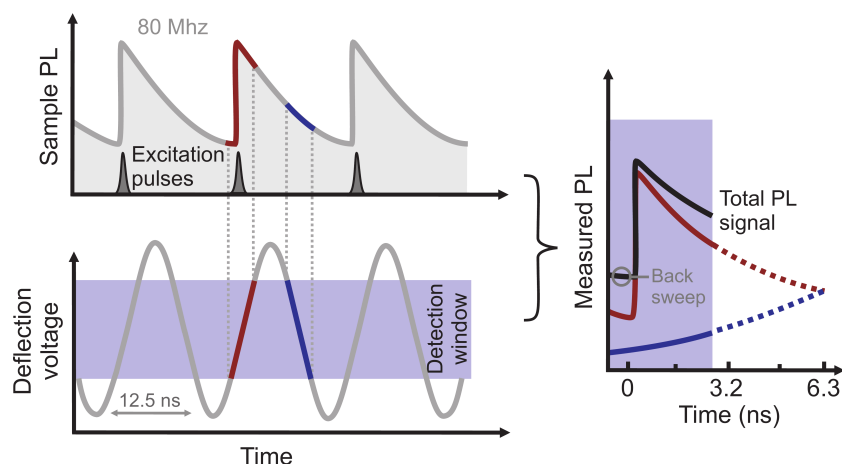 80 Mhz
Sample PL
Excitation
pulses
Deflection
voltage
Detection
window
12.5 ns
Time
Measured PL
Total PL
signal
Back
sweep
0
3.2
6.3
Time (ns)